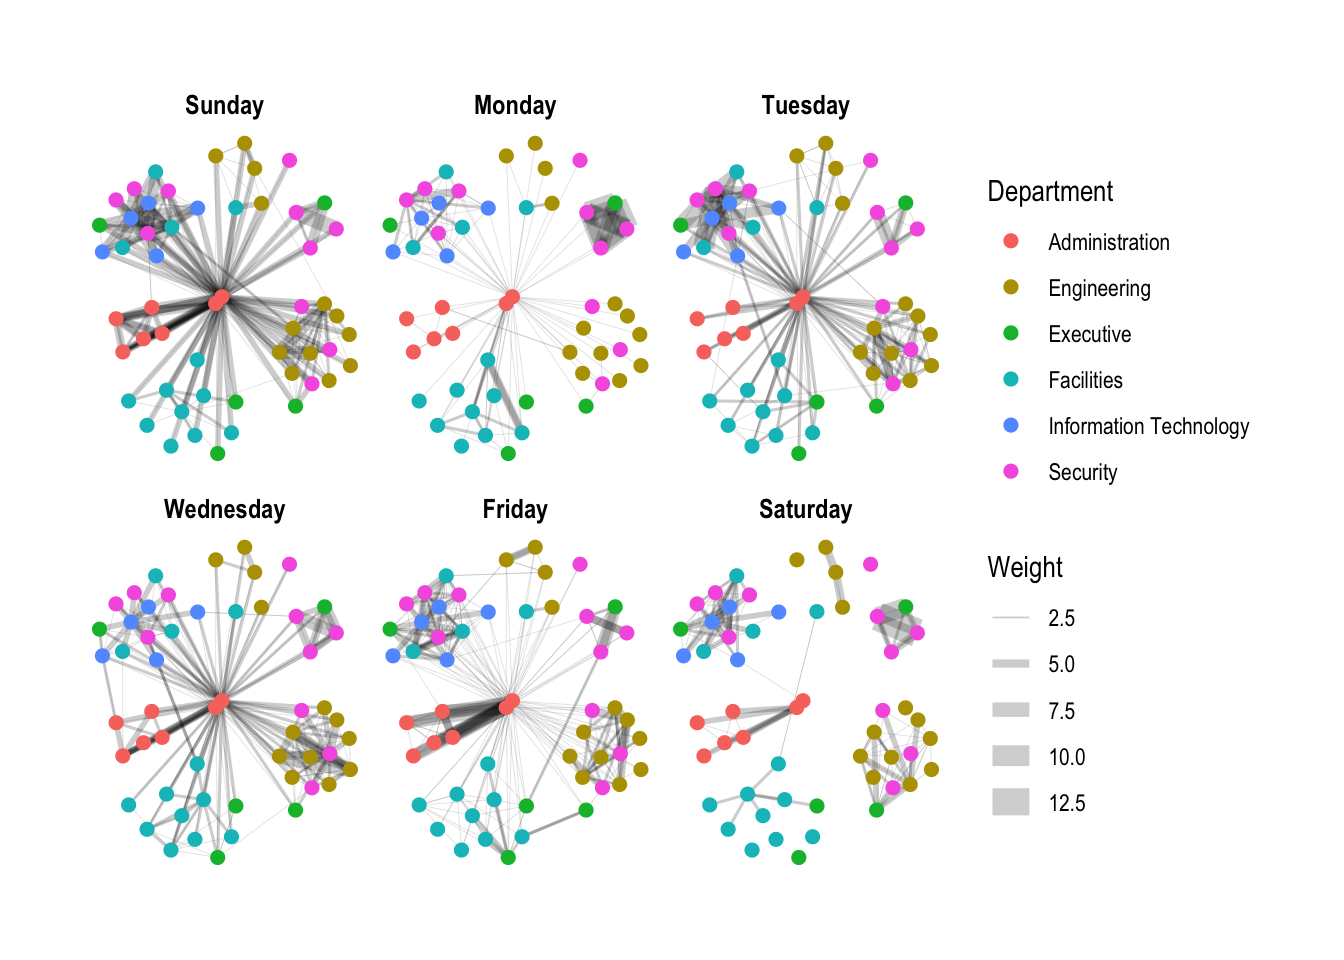 Sunday
Monday
Tuesday
Wednesday
Friday
Saturday
Department
Administration
Engineering
Executive
Facilities
Information Technology
Security
Weight
2.5
5.0
7.5
10.0
12.5